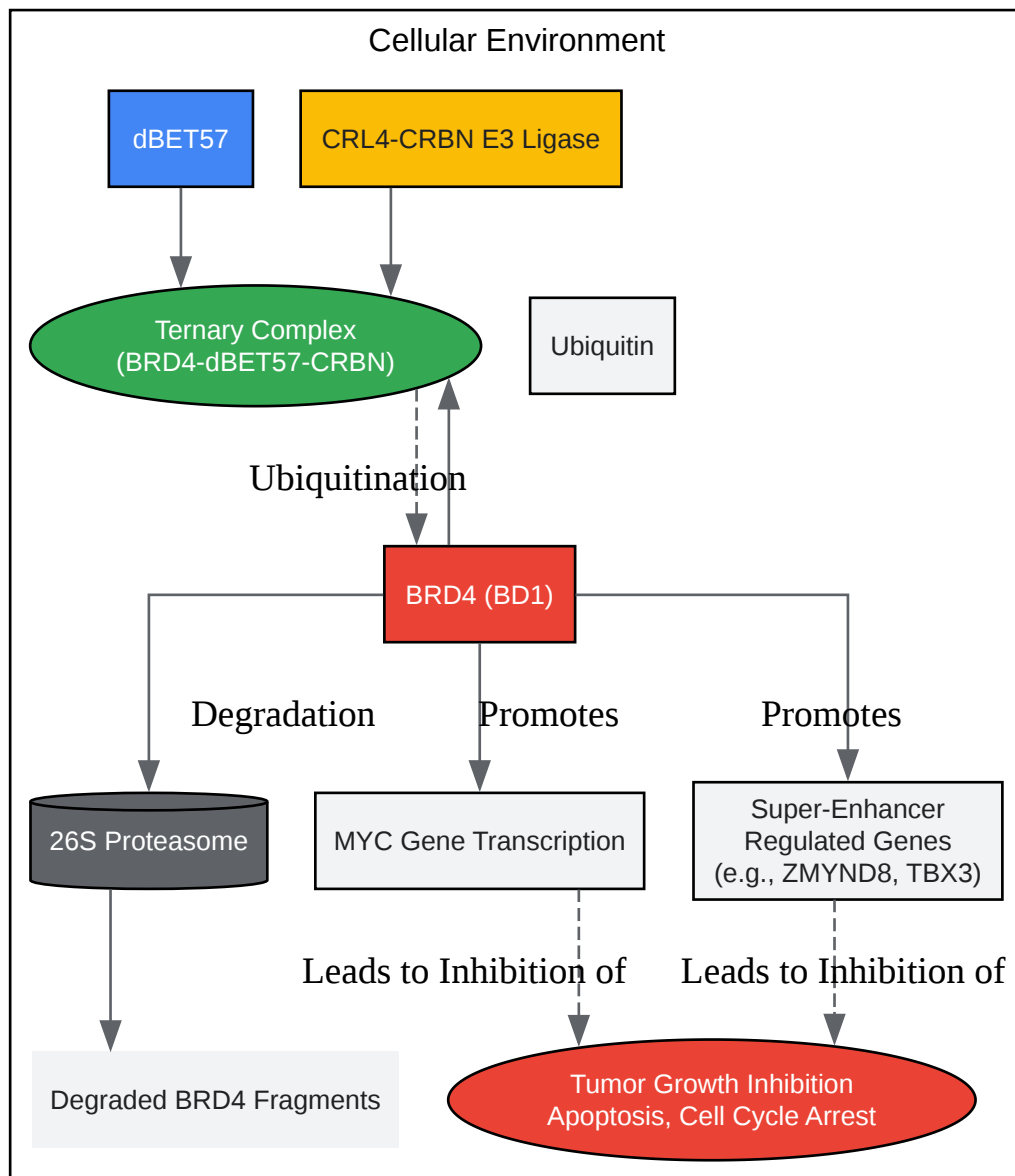 Cellular Environment
dBET57
CRL4-CRBN E3 Ligase
Ternary Complex
(BRD4-dBET57-CRBN)
Ubiquitin
Ubiquitination
BRD4 (BD1)
Degradation
Promotes
Promotes
26S Proteasome
MYC Gene Transcription
Super-Enhancer
Regulated Genes
(e.g., ZMYND8, TBX3)
Leads to Inhibition of
Leads to Inhibition of
Degraded BRD4 Fragments
Tumor Growth Inhibition
Apoptosis, Cell Cycle Arrest